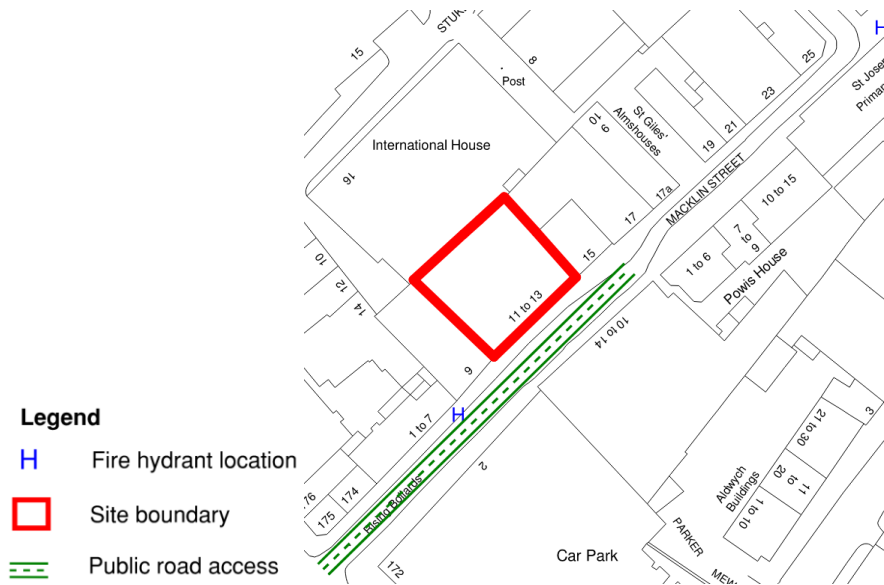 STUK
H
15
8
25
Post
St Josep
Primar
23
St Giles'
Almshouses
10
9
21
19
International House
16
MACKLIN STREET
17a
17
10 to 15
7
to
9
1 to 6
Powis House
15
10
12
14
11 to 13
10 to 14
9
H
1 to 7
2
3
21 to 30
11
to
20
Aldwych
Buildings
1 to 10
176
174
175
Rising Bollards
172
Car Park
PARKER
MEW
Legend
H Fire hydrant location
Site boundary
Public road access